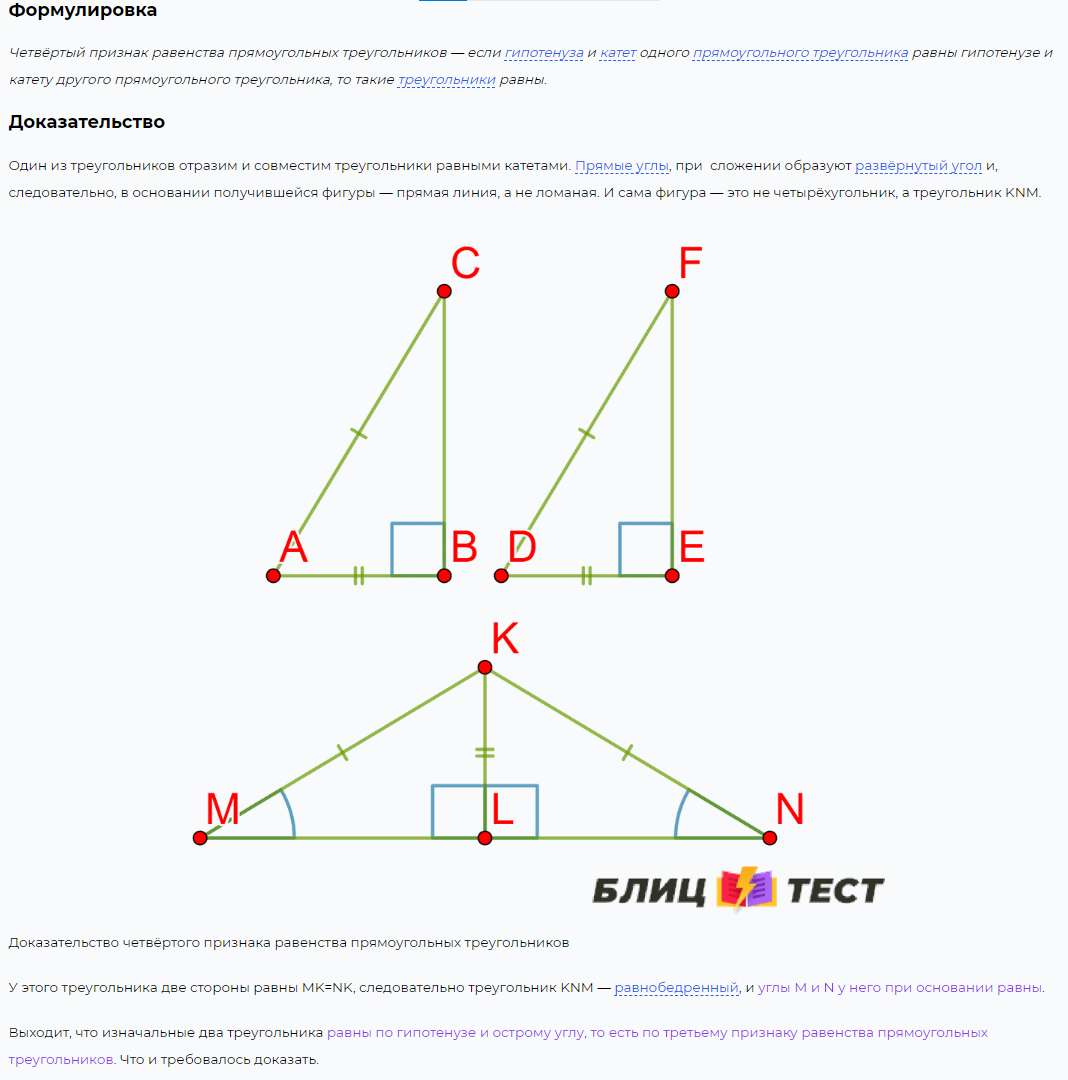 Формулировка
Четвёртый признак равенства прямоугольных треугольников — если гипотенуза и катет одного прямоугольного треугольника равны гипотенузе и
катету другого прямоугольного треугольника, то такие треугольники равны.
Доказательство
Один из треугольников отразим и совместим треугольники равными катетами. Прямые углы, при сложении образуют развёрнутый угол и,
следовательно, в основании получившейся фигуры — прямая линия, а не ломаная. И сама фигура — это не четырёхугольник, а треугольник KNM.
C F
A B D E
K
M L N
БЛИЦ ТЕСТ
Доказательство четвёртого признака равенства прямоугольных треугольников
У этого треугольника две стороны равны MK=NK, следовательно треугольник KNM — равнобедренный, и углы M и N у него при основании равны.
Выходит, что изначальные два треугольника равны по гипотенузе и острому углу, то есть по третьему признаку равенства прямоугольных
треугольников. Что и требовалось доказать.